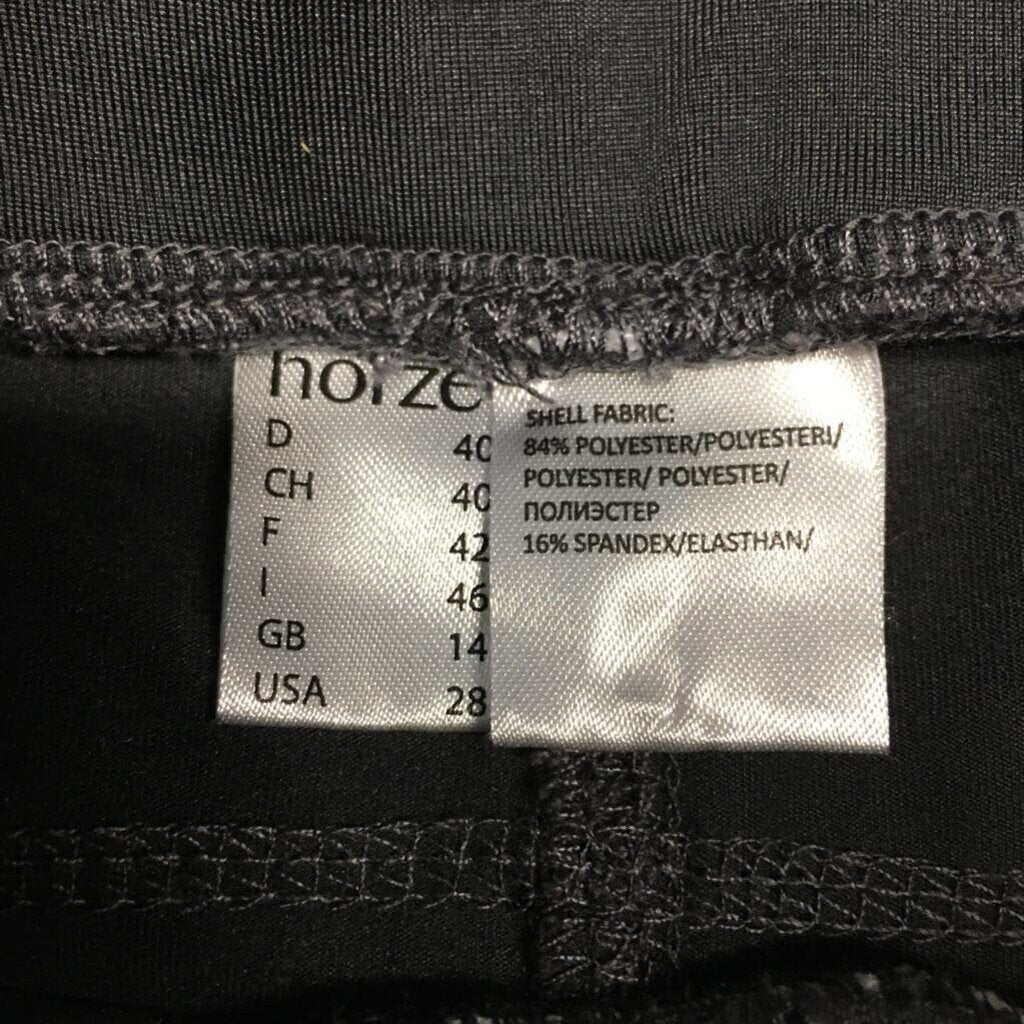 horze
D 40
CH 40
F 42
I 46
GB 14
USA 28
SHELL FABRIC:
84% POLYESTER/POLYESTERI/
POLYESTER/ POLYESTER/
ПОЛИЭСТЕР
16% SPANDEX/ELASTHAN/